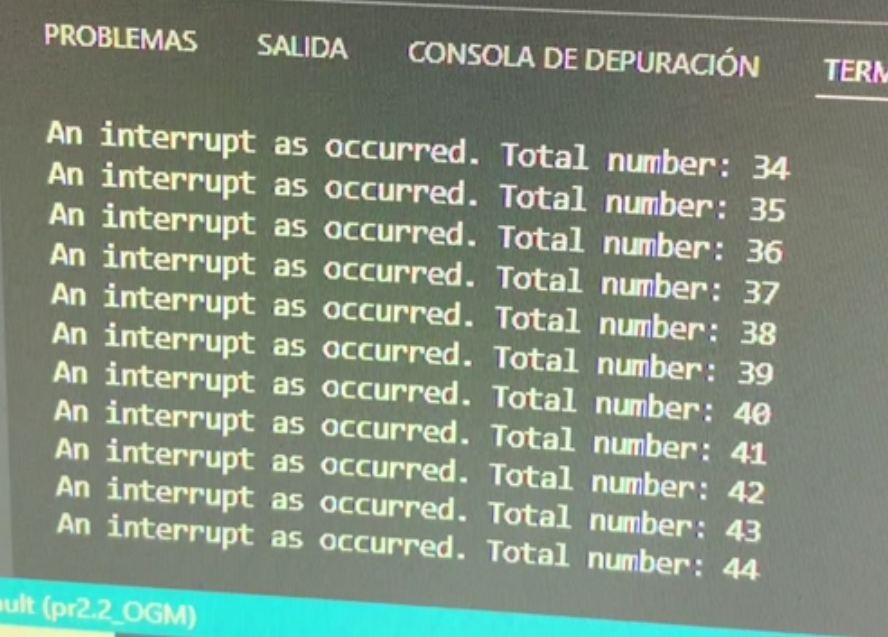 PROBLEMAS SALIDA CONSOLA DE DEPURACIÓN
An interrupt as occurred. Total number: 34
An interrupt as occurred. Total number: 35
An interrupt as occurred. Total number: 36
An interrupt as occurred. Total number: 37
An interrupt as occurred. Total number: 38
An interrupt as occurred. Total number: 39
An interrupt as occurred. Total number: 40
An interrupt as occurred. Total number: 41
An interrupt as occurred. Total number: 42
An interrupt as occurred. Total number: 43
An interrupt as occurred. Total number: 44
(pr2.2_OGM)